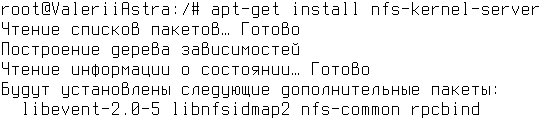 root@ValeriiAstra:/# apt-get install nfs-kernel-server
Чтение списков пакетов… Готово
Построение дерева зависимостей
Чтение информации о состоянии… Готово
Будут установлены следующие дополнительные пакеты:
  libevent-2.0-5 libnfsidmap2 nfs-common rpcbind